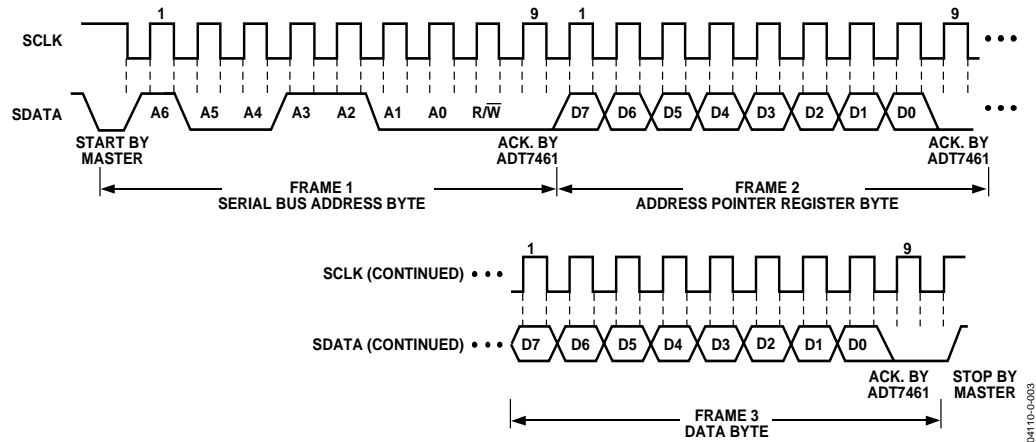 1 9 1 9
SCLK
SDATA A6 A5 A4 A3 A2 A1 A0 R/W̅ D7 D6 D5 D4 D3 D2 D1 D0
START BY MASTER
ACK. BY ADT7461
ACK. BY ADT7461
FRAME 1
SERIAL BUS ADDRESS BYTE
FRAME 2
ADDRESS POINTER REGISTER BYTE
1 9
SCLK (CONTINUED)
SDATA (CONTINUED) D7 D6 D5 D4 D3 D2 D1 D0
ACK. BY ADT7461
STOP BY MASTER
FRAME 3
DATA BYTE
04110-0-003